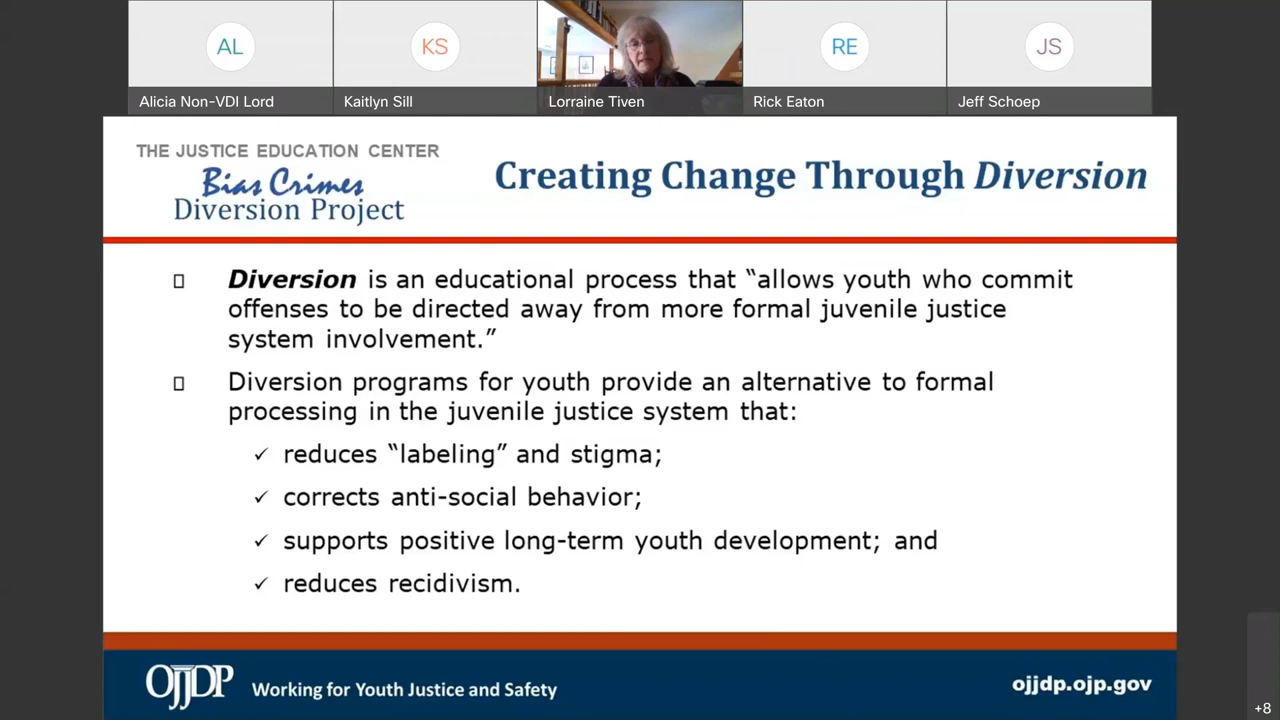 AL
KS
RE
JS
Alicia Non-VDI Lord
Kaitlyn Sill
Lorraine Tiven
Rick Eaton
Jeff Schoep
THE JUSTICE EDUCATION CENTER
Bias Crimes
Diversion Project
Creating Change Through Diversion
Diversion is an educational process that “allows youth who commit
offenses to be directed away from more formal juvenile justice
system involvement.”
Diversion programs for youth provide an alternative to formal
processing in the juvenile justice system that:
✓ reduces “labeling” and stigma;
✓ corrects anti-social behavior;
✓ supports positive long-term youth development; and
✓ reduces recidivism.
OJJDP
Working for Youth Justice and Safety
ojjdp.ojp.gov
+8